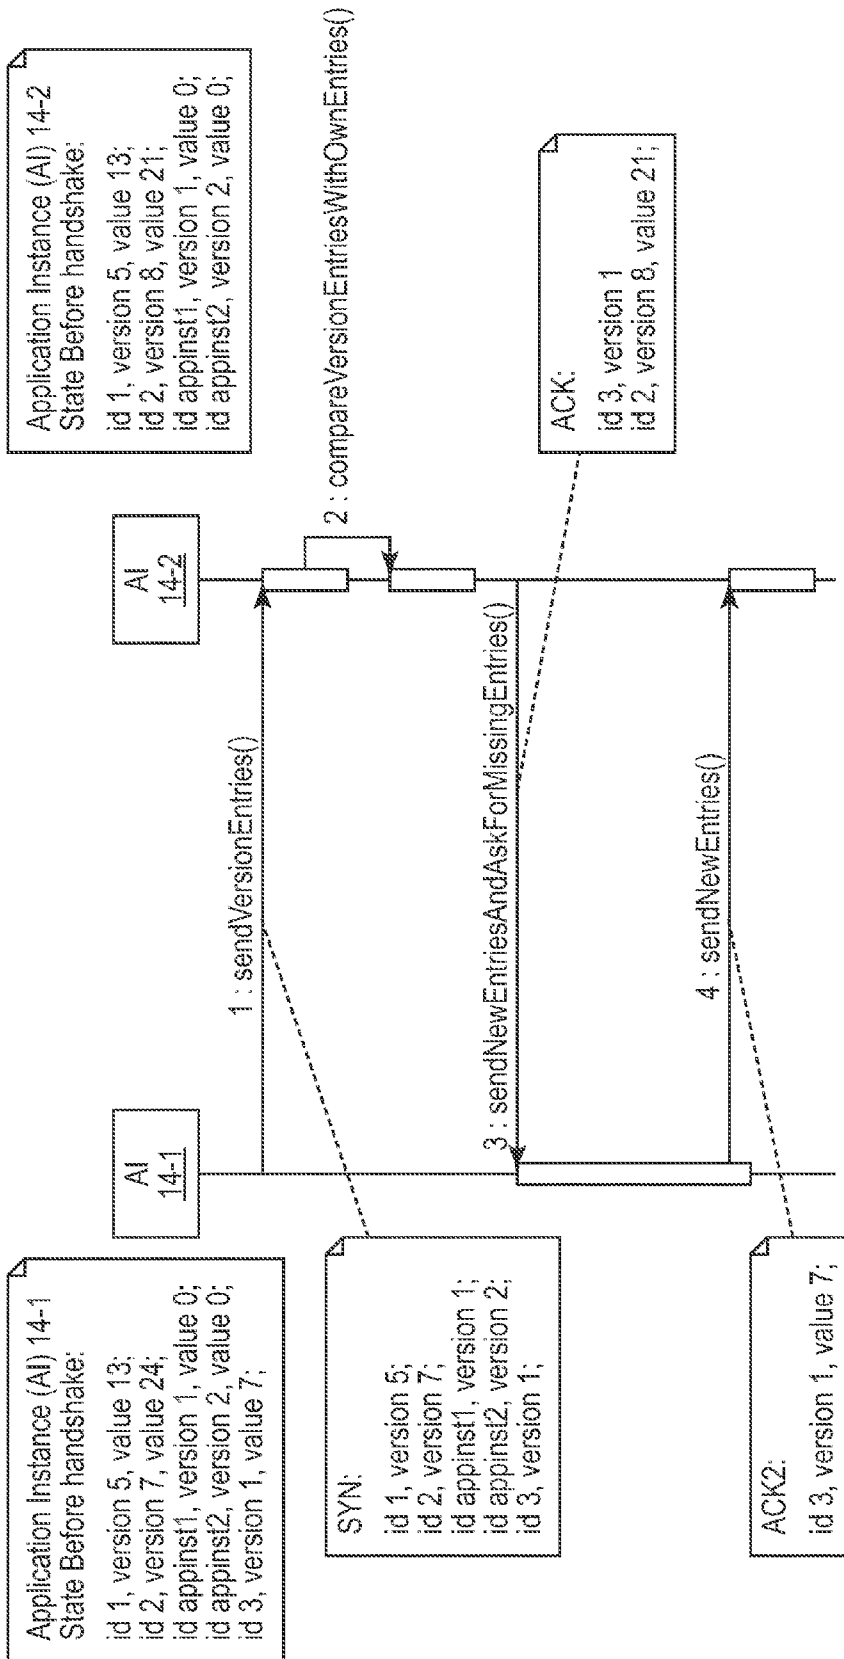 Application Instance (AI) 14-1
State Before handshake:
id 1, version 5, value 13;
id 2, version 7, value 24;
id appinst1, version 1, value 0;
id appinst2, version 2, value 0;
id 3, version 1, value 7;
Application Instance (AI) 14-2
State Before handshake:
id 1, version 5, value 13;
id 2, version 8, value 21;
id appinst1, version 1, value 0;
id appinst2, version 2, value 0;
AI
14-1
AI
14-2
1 : sendVersionEntries()
2 : compareVersionEntriesWithOwnEntries()
SYN:
id 1, version 5;
id 2, version 7;
id appinst1, version 1;
id appinst2, version 2;
id 3, version 1;
3 : sendNewEntriesAndAskForMissingEntries()
ACK:
id 3, version 1
id 2, version 8, value 21;
4 : sendNewEntries()
ACK2:
id 3, version 1, value 7;